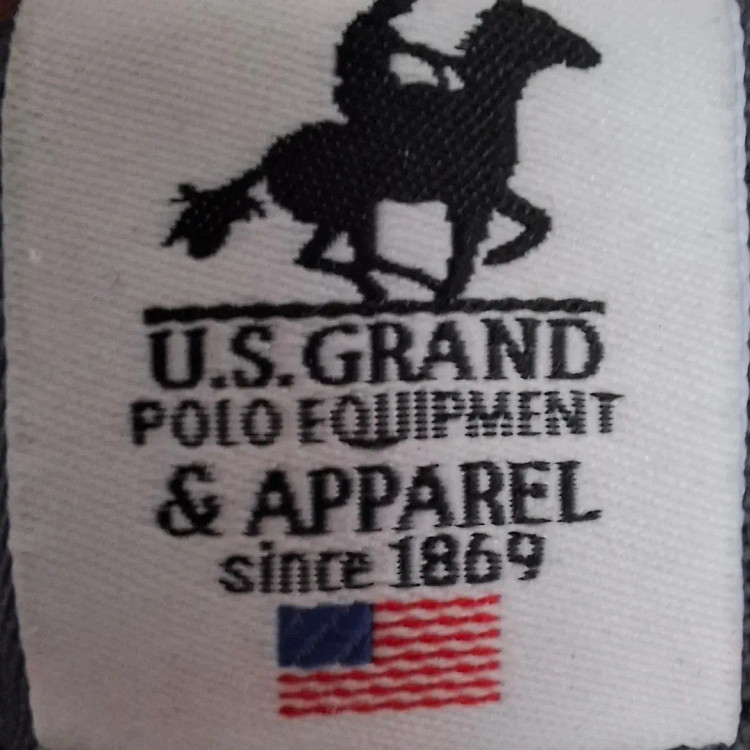 U.S. GRAND
POLO EQUIPMENT
& APPAREL
since 1869